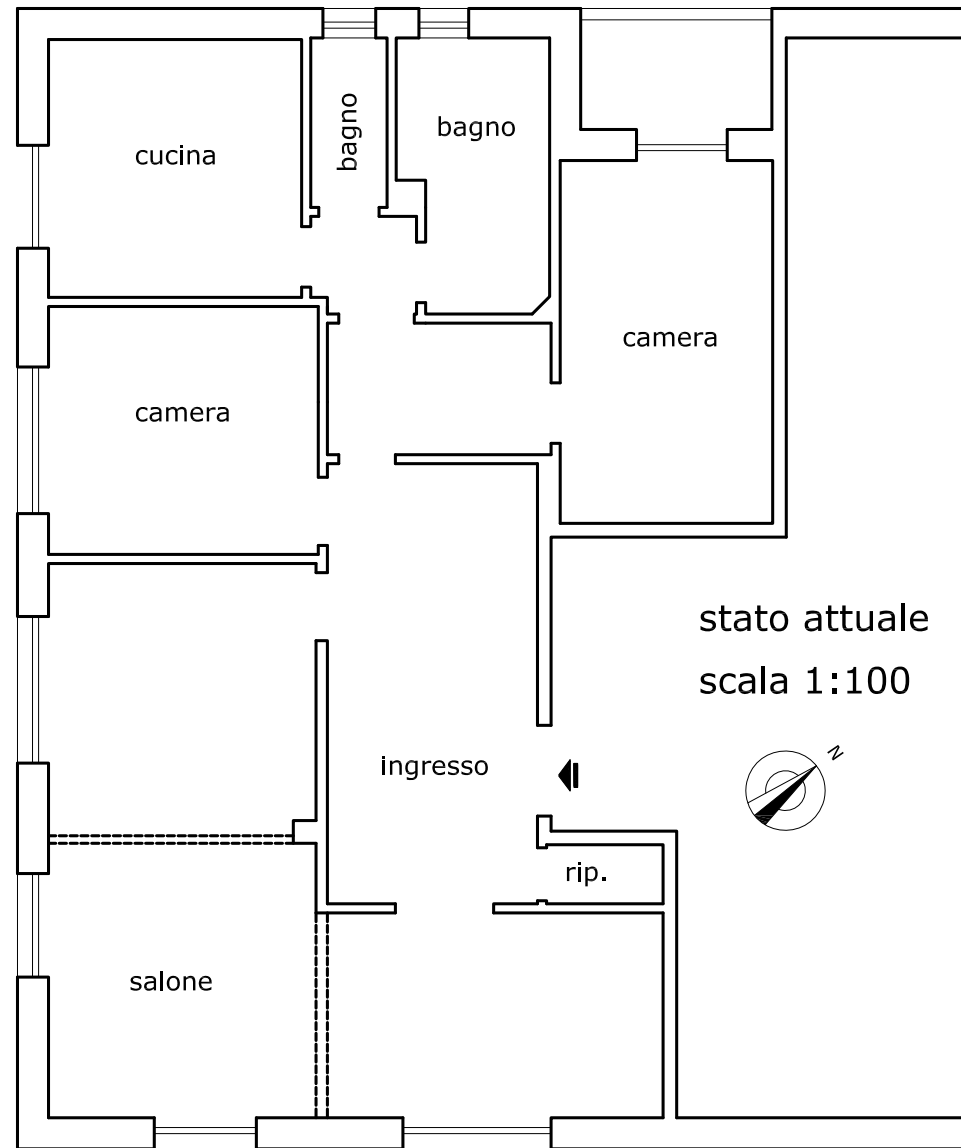 bagno
bagno
cucina
camera
camera
stato attuale
scala 1:100
N
ingresso
rip.
salone